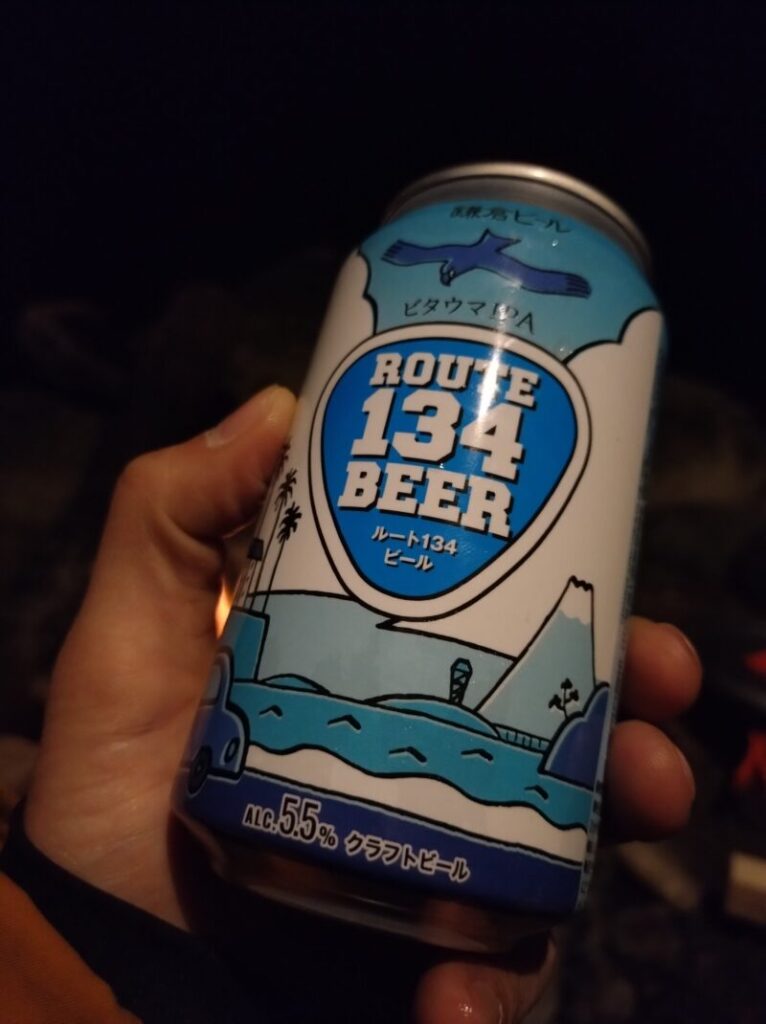 鎌倉ビール
ビタウマIPA
ROUTE
134
BEER
ルート134
ビール
ALC.5.5% クラフトビール